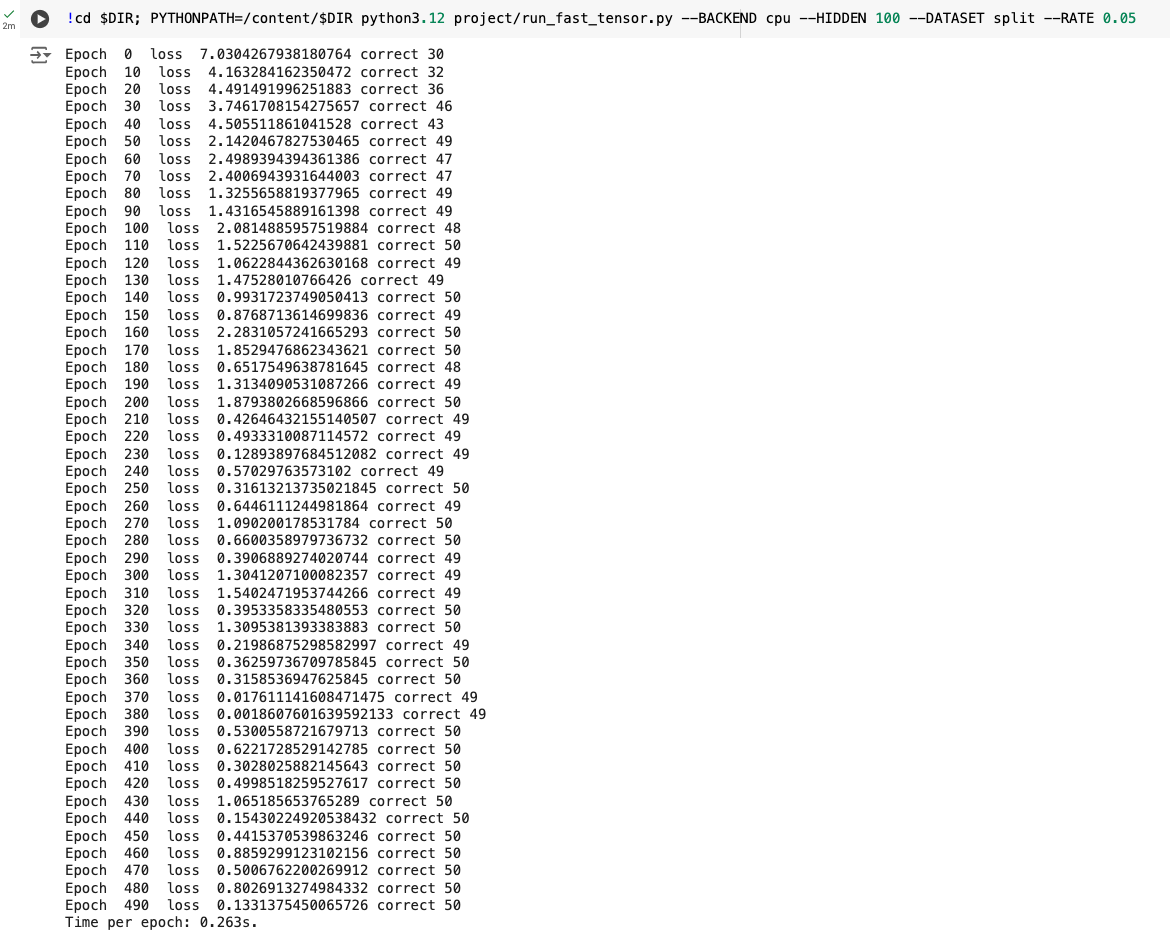 !cd $DIR; PYTHONPATH=/content/$DIR python3.12 project/run_fast_tensor.py --BACKEND cpu --HIDDEN 100 --DATASET split --RATE 0.05
2m
Epoch  0  loss  7.0304267938180764 correct 30
Epoch  10  loss  4.163284162350472 correct 32
Epoch  20  loss  4.491491996251883 correct 36
Epoch  30  loss  3.7461708154275657 correct 46
Epoch  40  loss  4.505511861041528 correct 43
Epoch  50  loss  2.1420467827530465 correct 49
Epoch  60  loss  2.4989394394361386 correct 47
Epoch  70  loss  2.4006943931644003 correct 47
Epoch  80  loss  1.3255658819377965 correct 49
Epoch  90  loss  1.4316545889161398 correct 49
Epoch  100  loss  2.0814885957519884 correct 48
Epoch  110  loss  1.5225670642439881 correct 50
Epoch  120  loss  1.0622844362630168 correct 49
Epoch  130  loss  1.47528010766426 correct 49
Epoch  140  loss  0.9931723749050413 correct 50
Epoch  150  loss  0.8768713614699836 correct 49
Epoch  160  loss  2.2831057241665293 correct 50
Epoch  170  loss  1.8529476862343621 correct 50
Epoch  180  loss  0.6517549638781645 correct 48
Epoch  190  loss  1.3134090531087266 correct 49
Epoch  200  loss  1.8793802668596866 correct 50
Epoch  210  loss  0.42646432155140507 correct 49
Epoch  220  loss  0.4933310087114572 correct 49
Epoch  230  loss  0.12893897684512082 correct 49
Epoch  240  loss  0.57029763573102 correct 49
Epoch  250  loss  0.31613213735021845 correct 50
Epoch  260  loss  0.6446111244981864 correct 49
Epoch  270  loss  1.090200178531784 correct 50
Epoch  280  loss  0.6600358979736732 correct 50
Epoch  290  loss  0.3906889274020744 correct 49
Epoch  300  loss  1.3041207100082357 correct 49
Epoch  310  loss  1.5402471953744266 correct 49
Epoch  320  loss  0.3953358335480553 correct 50
Epoch  330  loss  1.3095381393383883 correct 50
Epoch  340  loss  0.21986875298582997 correct 49
Epoch  350  loss  0.36259736709785845 correct 50
Epoch  360  loss  0.3158536947625845 correct 50
Epoch  370  loss  0.017611141608471475 correct 49
Epoch  380  loss  0.0018607601639592133 correct 49
Epoch  390  loss  0.5300558721679713 correct 50
Epoch  400  loss  0.6221728529142785 correct 50
Epoch  410  loss  0.3028025882145643 correct 50
Epoch  420  loss  0.4998518259527617 correct 50
Epoch  430  loss  1.065185653765289 correct 50
Epoch  440  loss  0.15430224920538432 correct 50
Epoch  450  loss  0.4415370539863246 correct 50
Epoch  460  loss  0.8859299123102156 correct 50
Epoch  470  loss  0.5006762200269912 correct 50
Epoch  480  loss  0.8026913274984332 correct 50
Epoch  490  loss  0.1331375450065726 correct 50
Time per epoch: 0.263s.